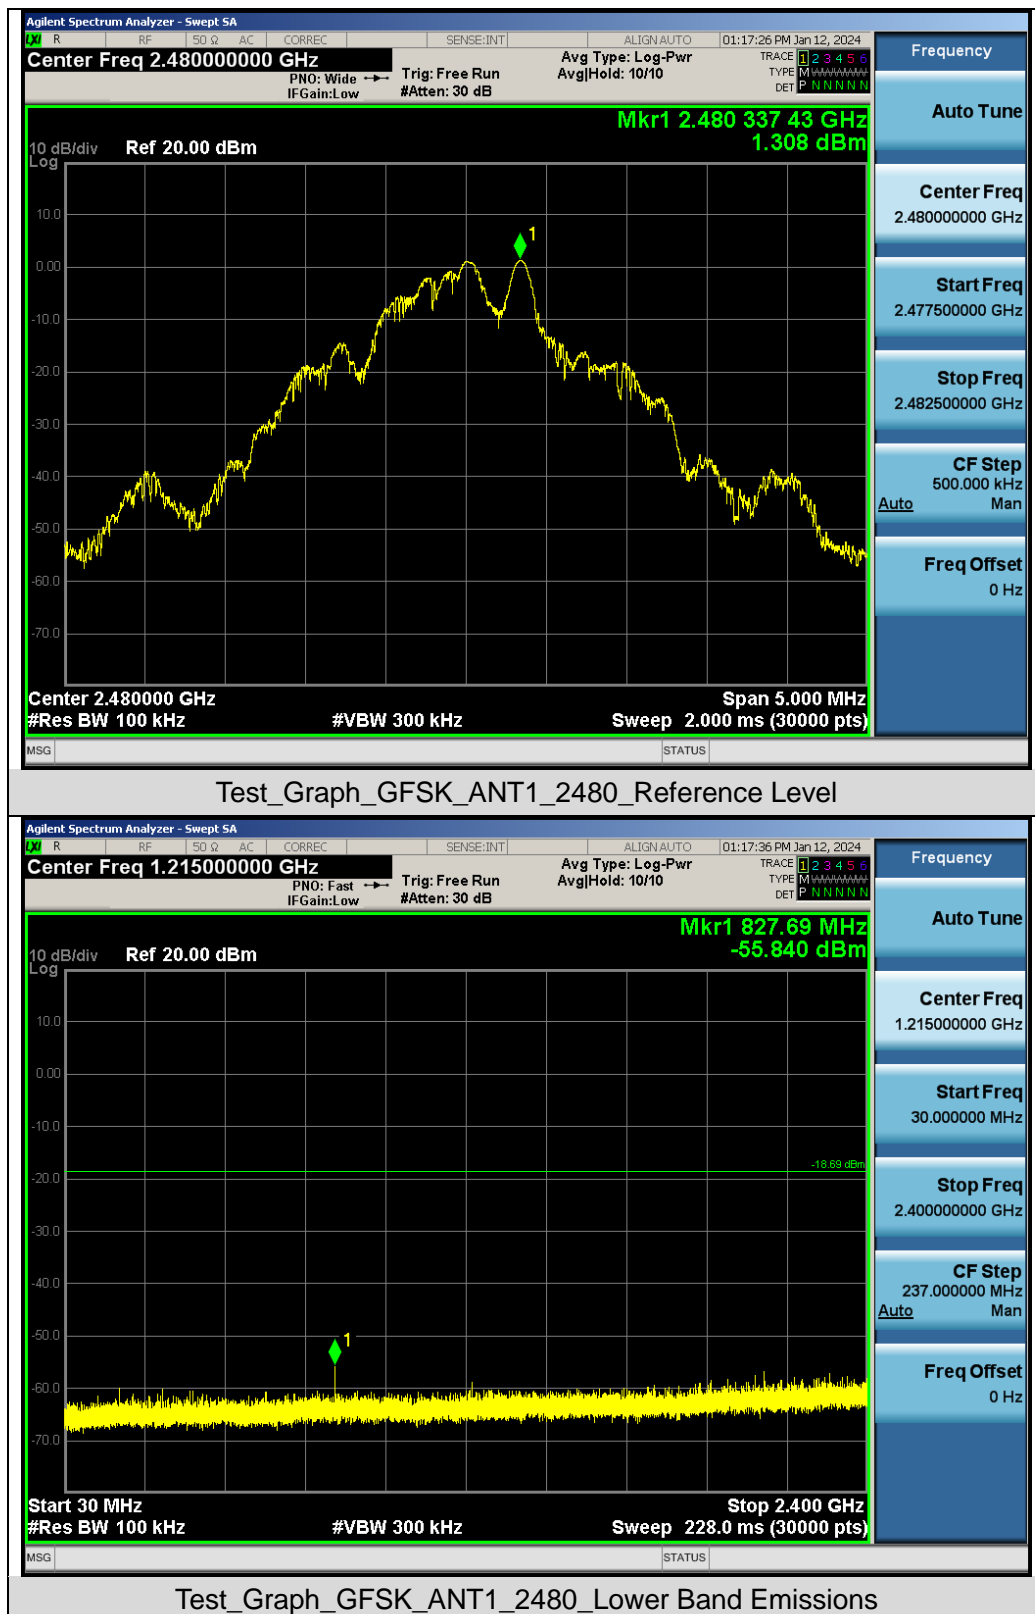 Agilent Spectrum Analyzer - Swept SA
LXI R RF 50 Ω AC CORREC SENSE:INT ALIGN AUTO 01:17:26 PM Jan 12, 2024
Center Freq 2.480000000 GHz
PNO: Wide
IFGain:Low
Trig: Free Run
#Atten: 30 dB
Avg Type: Log-Pwr
Avg|Hold: 10/10
TRACE 1 2 3 4 5 6
TYPE M
DET P N N N N N
Mkr1 2.480 337 43 GHz
1.308 dBm
10 dB/div Ref 20.00 dBm
Log
10.0
0.00
-10.0
-20.0
-30.0
-40.0
-50.0
-60.0
-70.0
1
Center 2.480000 GHz Span 5.000 MHz
#Res BW 100 kHz #VBW 300 kHz Sweep 2.000 ms (30000 pts)
MSG STATUS
Frequency
Auto Tune
Center Freq
2.480000000 GHz
Start Freq
2.477500000 GHz
Stop Freq
2.482500000 GHz
CF Step
500.000 kHz
Auto Man
Freq Offset
0 Hz
Test_Graph_GFSK_ANT1_2480_Reference Level
Agilent Spectrum Analyzer - Swept SA
LXI R RF 50 Ω AC CORREC SENSE:INT ALIGN AUTO 01:17:36 PM Jan 12, 2024
Center Freq 1.215000000 GHz
PNO: Fast
IFGain:Low
Trig: Free Run
#Atten: 30 dB
Avg Type: Log-Pwr
Avg|Hold: 10/10
TRACE 1 2 3 4 5 6
TYPE M
DET P N N N N N
Mkr1 827.69 MHz
-55.840 dBm
10 dB/div Ref 20.00 dBm
Log
10.0
0.00
-10.0
-20.0
-30.0
-40.0
-50.0
-60.0
-70.0
-18.69 dBm
1
Start 30 MHz Stop 2.400 GHz
#Res BW 100 kHz #VBW 300 kHz Sweep 228.0 ms (30000 pts)
MSG STATUS
Frequency
Auto Tune
Center Freq
1.215000000 GHz
Start Freq
30.000000 MHz
Stop Freq
2.400000000 GHz
CF Step
237.000000 MHz
Auto Man
Freq Offset
0 Hz
Test_Graph_GFSK_ANT1_2480_Lower Band Emissions